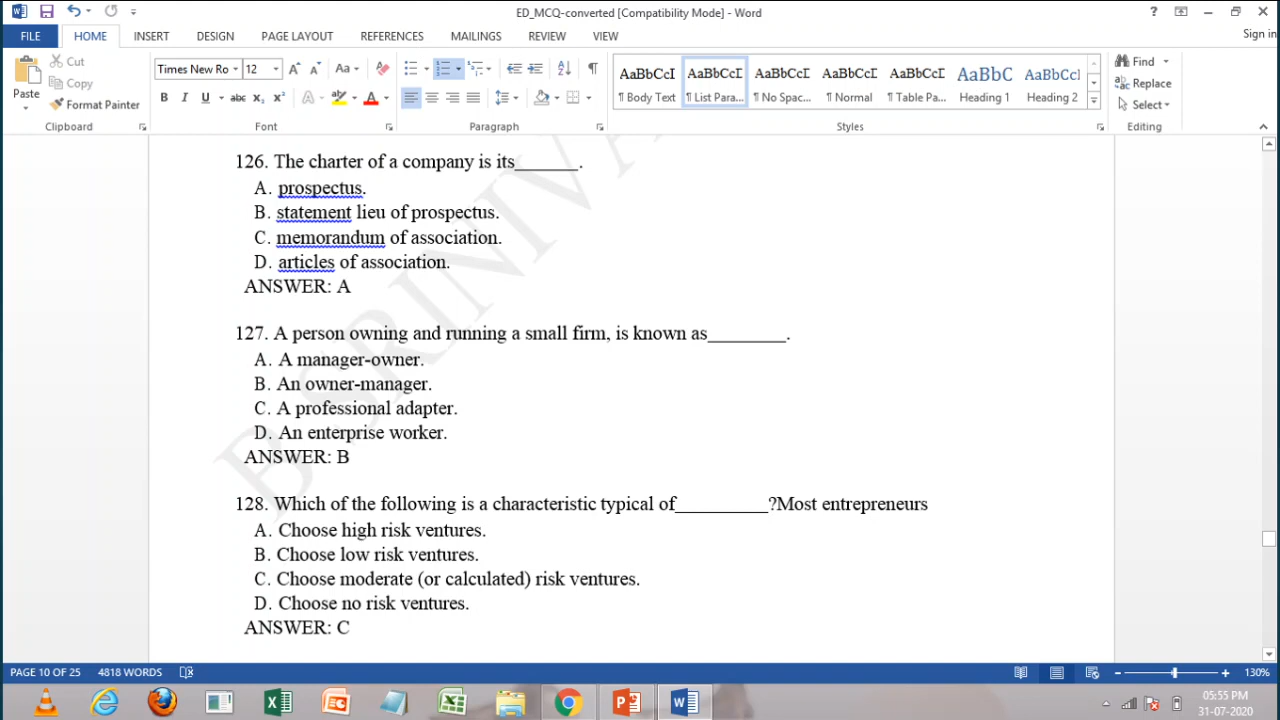 ED_MCQ-converted [Compatibility Mode] - Word
FILE HOME INSERT DESIGN PAGE LAYOUT REFERENCES MAILINGS REVIEW VIEW Sign in
Paste
Cut
Copy
Format Painter
Clipboard
Times New Ro 12 Aa
B I U abc x₂ x² A A
Font
Paragraph
AaBbCcI AaBbCcI AaBbCcI AaBbCcI AaBbCcI AaBbC AaBbCcI
¶ Body Text ¶ List Para... ¶ No Spac... ¶ Normal ¶ Table Pa... Heading 1 Heading 2
Styles
Find
Replace
Select
Editing
B SRINIVA
126. The charter of a company is its______.
A. prospectus.
B. statement lieu of prospectus.
C. memorandum of association.
D. articles of association.
ANSWER: A
127. A person owning and running a small firm, is known as________.
A. A manager-owner.
B. An owner-manager.
C. A professional adapter.
D. An enterprise worker.
ANSWER: B
128. Which of the following is a characteristic typical of_________?Most entrepreneurs
A. Choose high risk ventures.
B. Choose low risk ventures.
C. Choose moderate (or calculated) risk ventures.
D. Choose no risk ventures.
ANSWER: C
PAGE 10 OF 25 4818 WORDS 130%
05:55 PM
31-07-2020